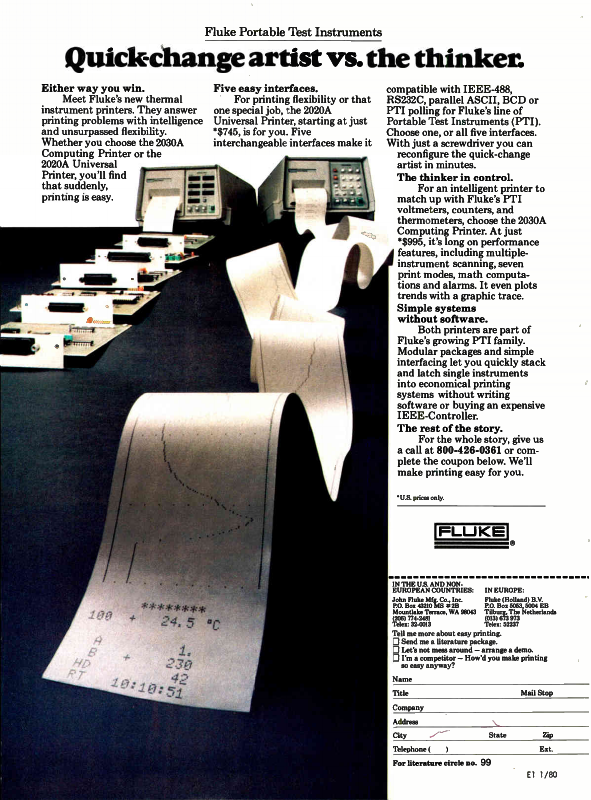 Fluke Portable Test Instruments
Quick-change artist vs. the thinker.
Either way you win.
Meet Fluke's new thermal
instrument printers. They answer
printing problems with intelligence
and unsurpassed flexibility.
Whether you choose the 2030A
Computing Printer or the
2020A Universal
Printer, you'll find
that suddenly,
printing is easy.
Five easy interfaces.
For printing flexibility or that
one special job, the 2020A
Universal Printer, starting at just
*$745, is for you. Five
interchangeable interfaces make it
compatible with IEEE-488,
RS232C, parallel ASCII, BCD or
PTI polling for Fluke's line of
Portable Test Instruments (PTI).
Choose one, or all five interfaces.
With just a screwdriver you can
reconfigure the quick-change
artist in minutes.
The thinker in control.
For an intelligent printer to
match up with Fluke's PTI
voltmeters, counters, and
thermometers, choose the 2030A
Computing Printer. At just
*$995, it's long on performance
features, including multiple-
instrument scanning, seven
print modes, math computa-
tions and alarms. It even plots
trends with a graphic trace.
Simple systems
without software.
Both printers are part of
Fluke's growing PTI family.
Modular packages and simple
interfacing let you quickly stack
and latch single instruments
into economical printing
systems without writing
software or buying an expensive
IEEE-Controller.
The rest of the story.
For the whole story, give us
a call at 800-426-0361 or com-
plete the coupon below. We'll
make printing easy for you.
*U.S. prices only.
FLUKE
®
********
100 + 24.5 °C
A 1.
B + 230
HD 42
RT 10:10:51
IN THE U.S. AND NON-
EUROPEAN COUNTRIES:
John Fluke Mfg. Co., Inc.
P.O. Box 43210 MS #2B
Mountlake Terrace, WA 98043
(206) 774-2481
Telex: 32-0013
IN EUROPE:
Fluke (Holland) B.V.
P.O. Box 5053, 5004 EB
Tilburg, The Netherlands
(013) 673 973
Telex: 52237
Tell me more about easy printing.
Send me a literature package.
Let's not mess around — arrange a demo.
I'm a competitor — How'd you make printing
so easy anyway?
Name
Title Mail Stop
Company
Address
City State Zip
Telephone ( ) Ext.
For literature circle no. 99
E1 1/80